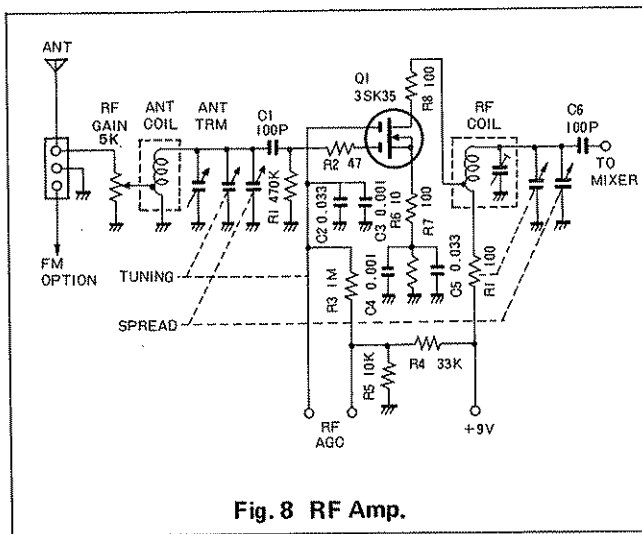 ANT
RF
GAIN
5K
ANT
COIL
ANT
TRM
C1
100P
R2 47
R1 470K
Q1
3SK35
R8 100
RF
COIL
C6
100P
TO
MIXER
FM
OPTION
TUNING
SPREAD
C2 0.033
C3 0.001
R6 10
R7 100
C4 0.001
C5 0.033
R1 100
R3 1M
R5 10K
R4 33K
RF
AGC
+9V
Fig. 8 RF Amp.